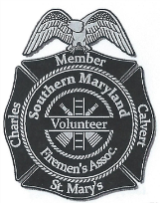 Member
Charles
Southern Maryland
Calvert
Volunteer
Firemen's Assoc.
St. Mary's